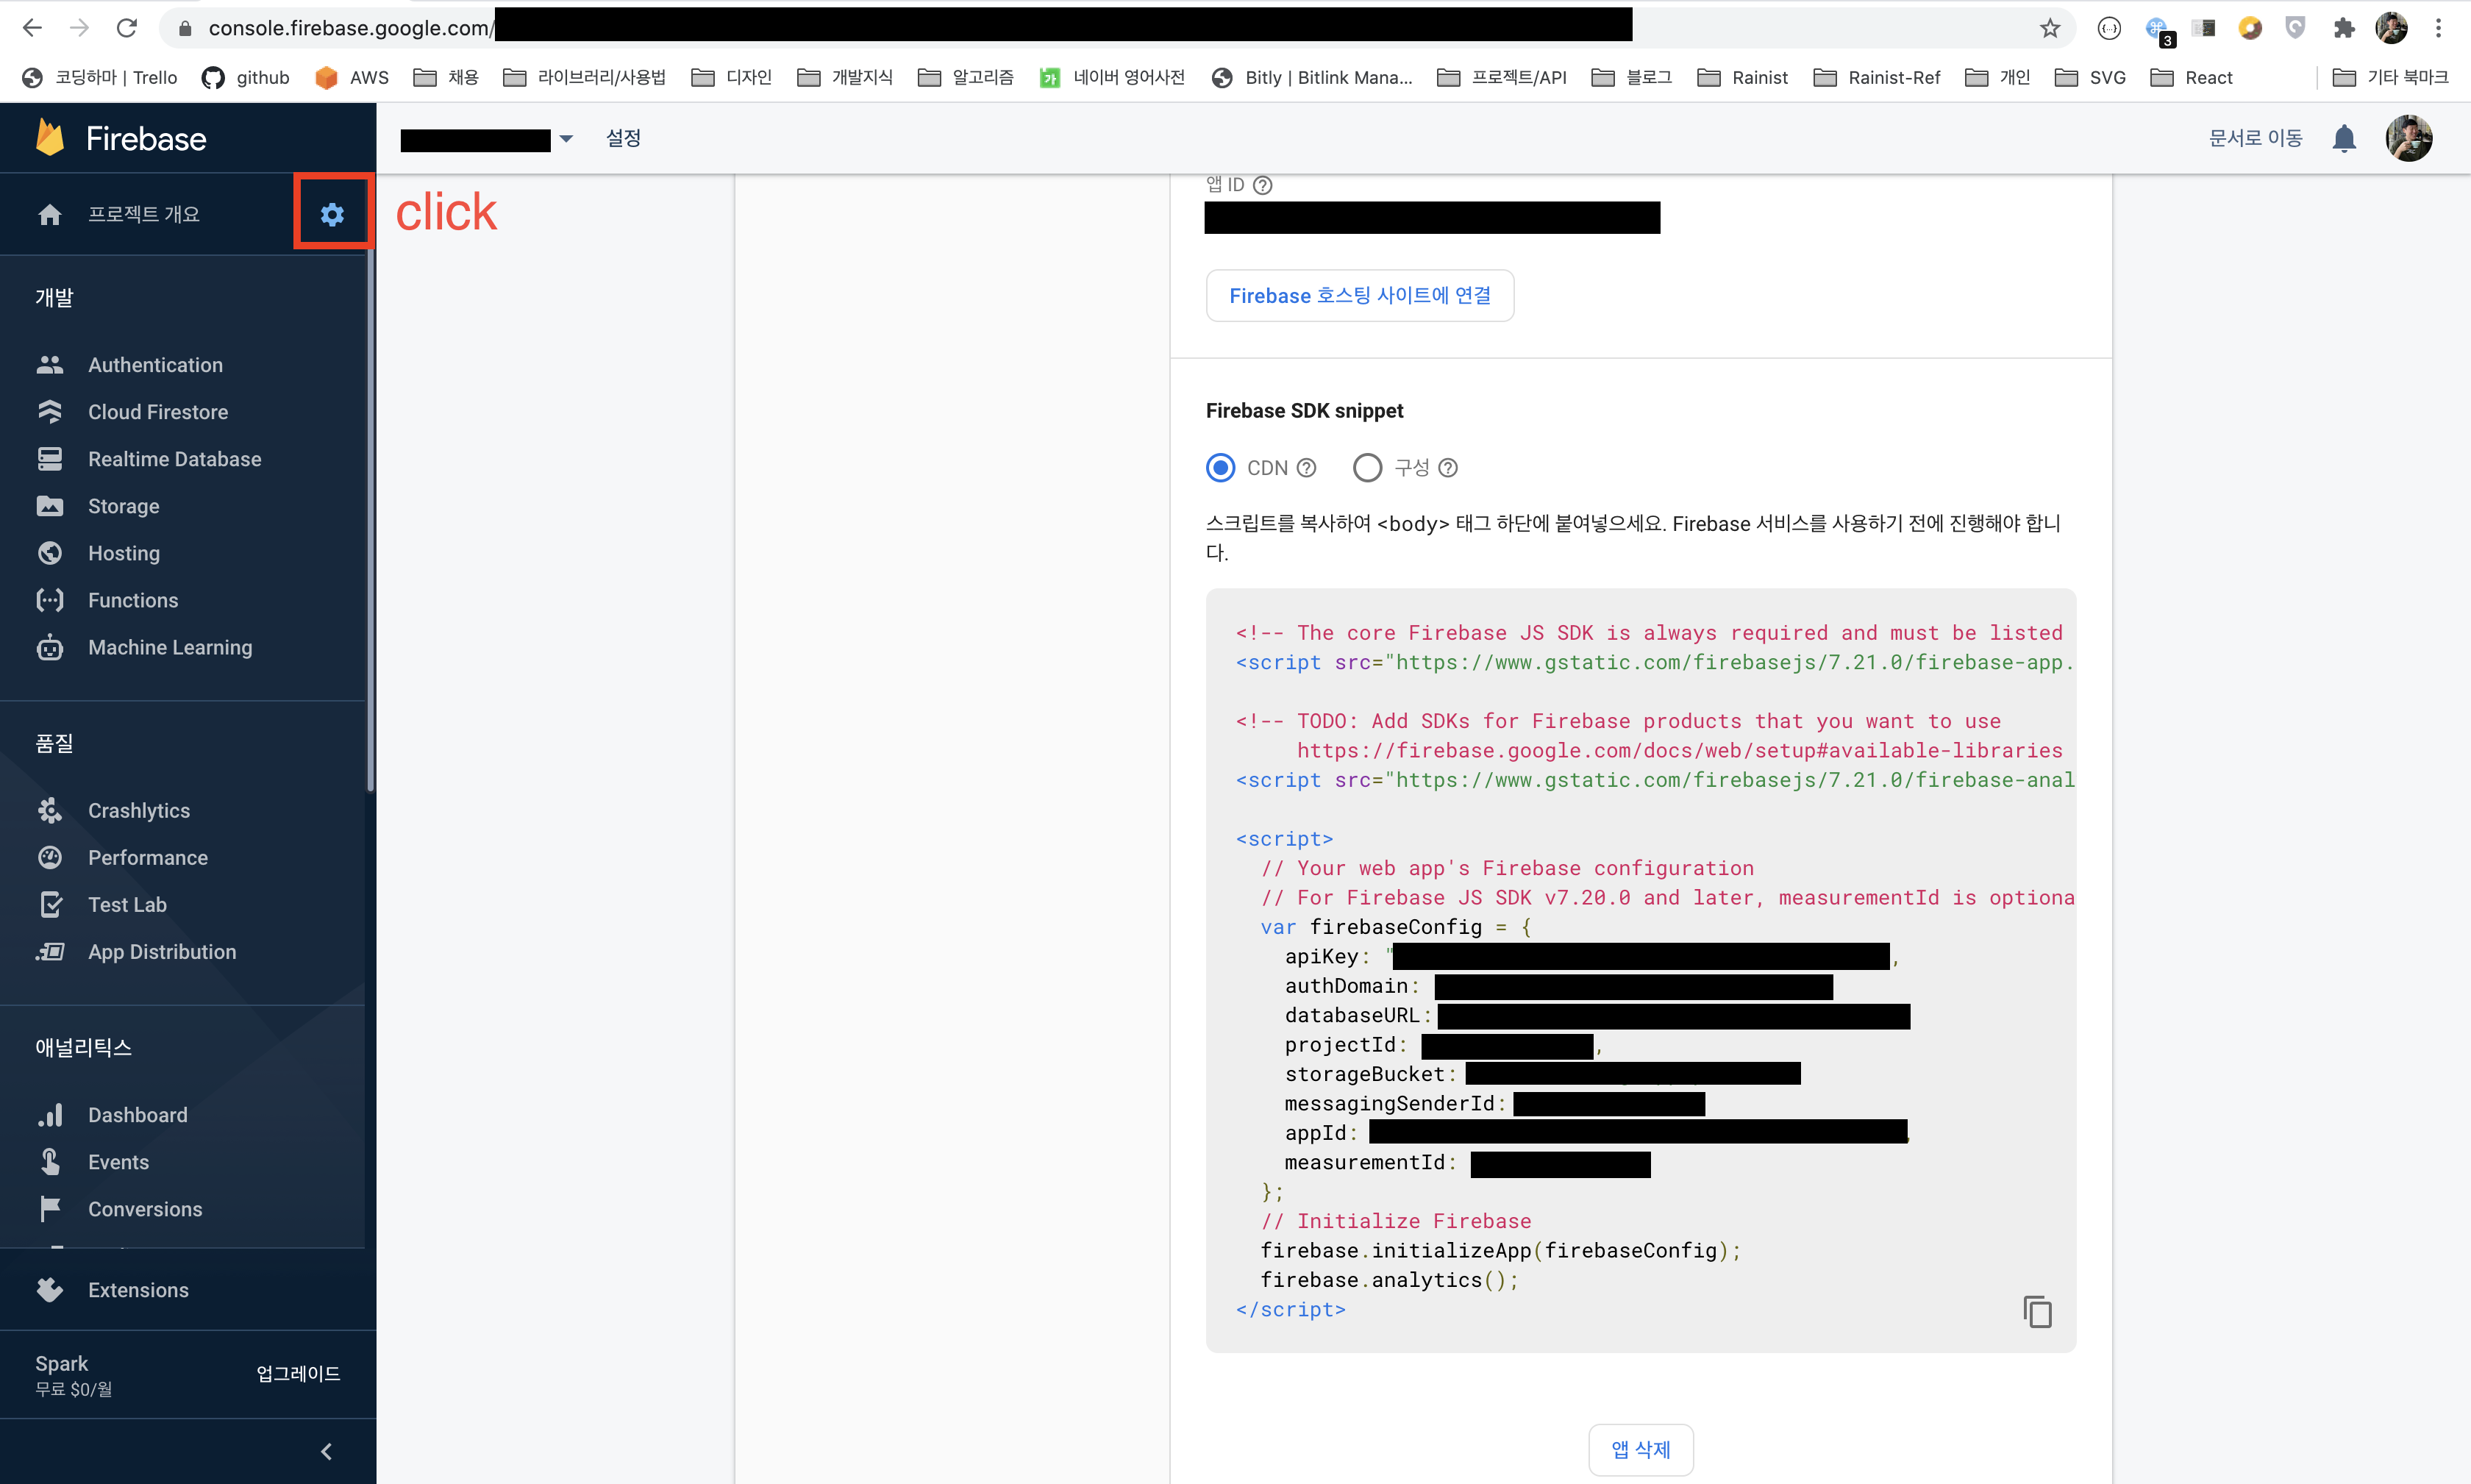 console.firebase.google.com/
3
코딩하마 | Trello
github
AWS
채용
라이브러리/사용법
디자인
개발지식
알고리즘
네이버 영어사전
Bitly | Bitlink Mana...
프로젝트/API
블로그
Rainist
Rainist-Ref
개인
SVG
React
기타 북마크
Firebase
설정
문서로 이동
프로젝트 개요
click
개발
Authentication
Cloud Firestore
Realtime Database
Storage
Hosting
Functions
Machine Learning
품질
Crashlytics
Performance
Test Lab
App Distribution
애널리틱스
Dashboard
Events
Conversions
Extensions
Spark
무료 $0/월
업그레이드
앱 ID
Firebase 호스팅 사이트에 연결
Firebase SDK snippet
CDN
구성
스크립트를 복사하여 <body> 태그 하단에 붙여넣으세요. Firebase 서비스를 사용하기 전에 진행해야 합니
다.
<!-- The core Firebase JS SDK is always required and must be listed
<script src="https://www.gstatic.com/firebasejs/7.21.0/firebase-app.
<!-- TODO: Add SDKs for Firebase products that you want to use
https://firebase.google.com/docs/web/setup#available-libraries
<script src="https://www.gstatic.com/firebasejs/7.21.0/firebase-anal
<script>
// Your web app's Firebase configuration
// For Firebase JS SDK v7.20.0 and later, measurementId is optiona
var firebaseConfig = {
apiKey: " ,
authDomain:
databaseURL:
projectId: ,
storageBucket:
messagingSenderId:
appId: ,
measurementId:
};
// Initialize Firebase
firebase.initializeApp(firebaseConfig);
firebase.analytics();
</script>
앱 삭제